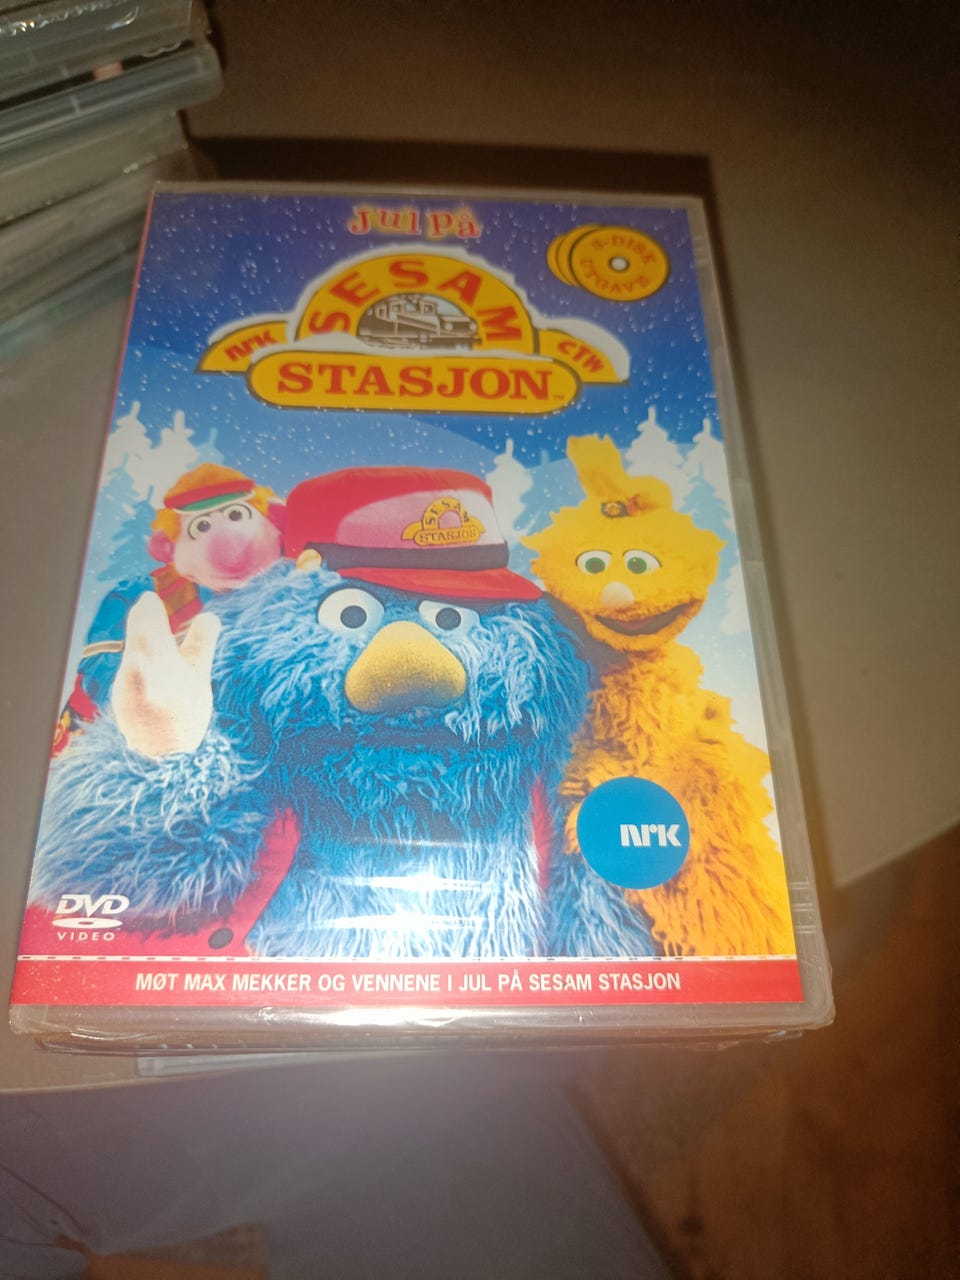 Jul på
SESAM
nrk
CTW
STASJON™
3-DISK
UTGAVE
SESAM
STASJON
nrk
DVD
VIDEO
MØT MAX MEKKER OG VENNENE I JUL PÅ SESAM STASJON